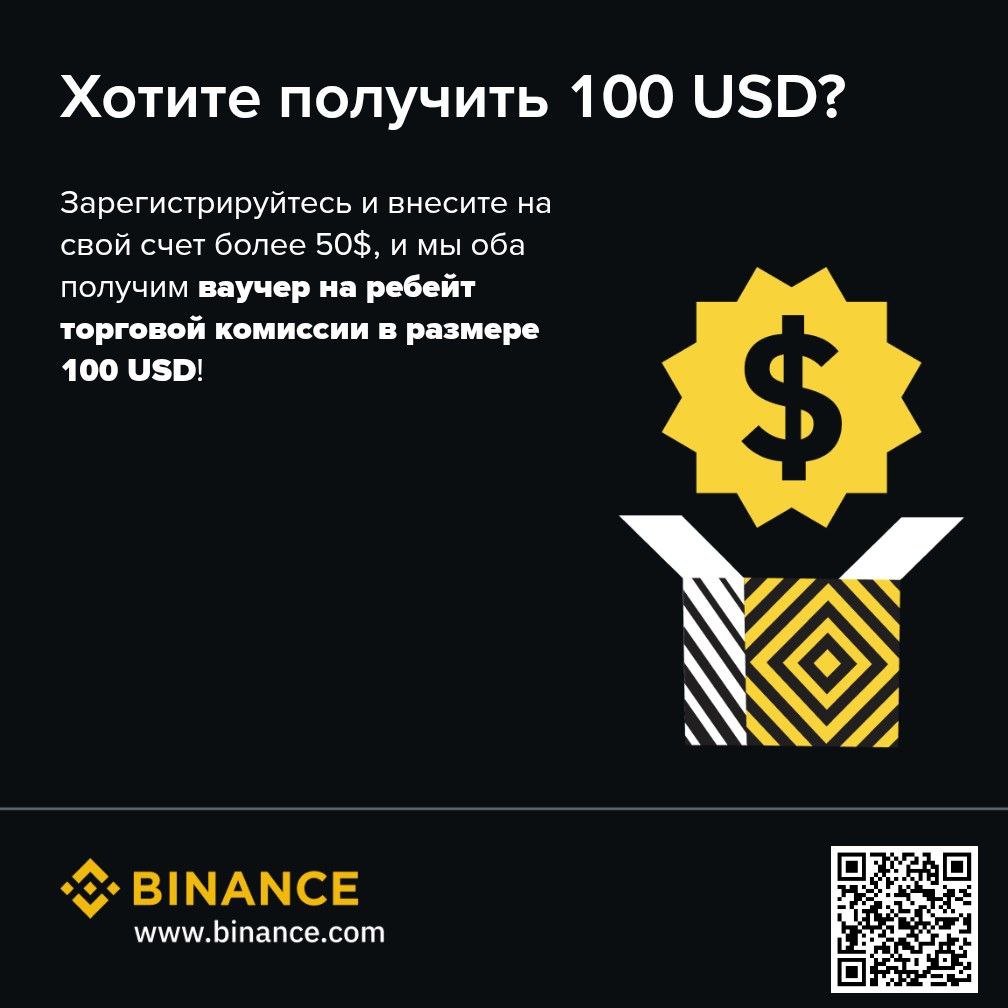 Хотите получить 100 USD?
Зарегистрируйтесь и внесите на
свой счет более 50$, и мы оба
получим ваучер на ребейт
торговой комиссии в размере
100 USD!
$
BINANCE
www.binance.com